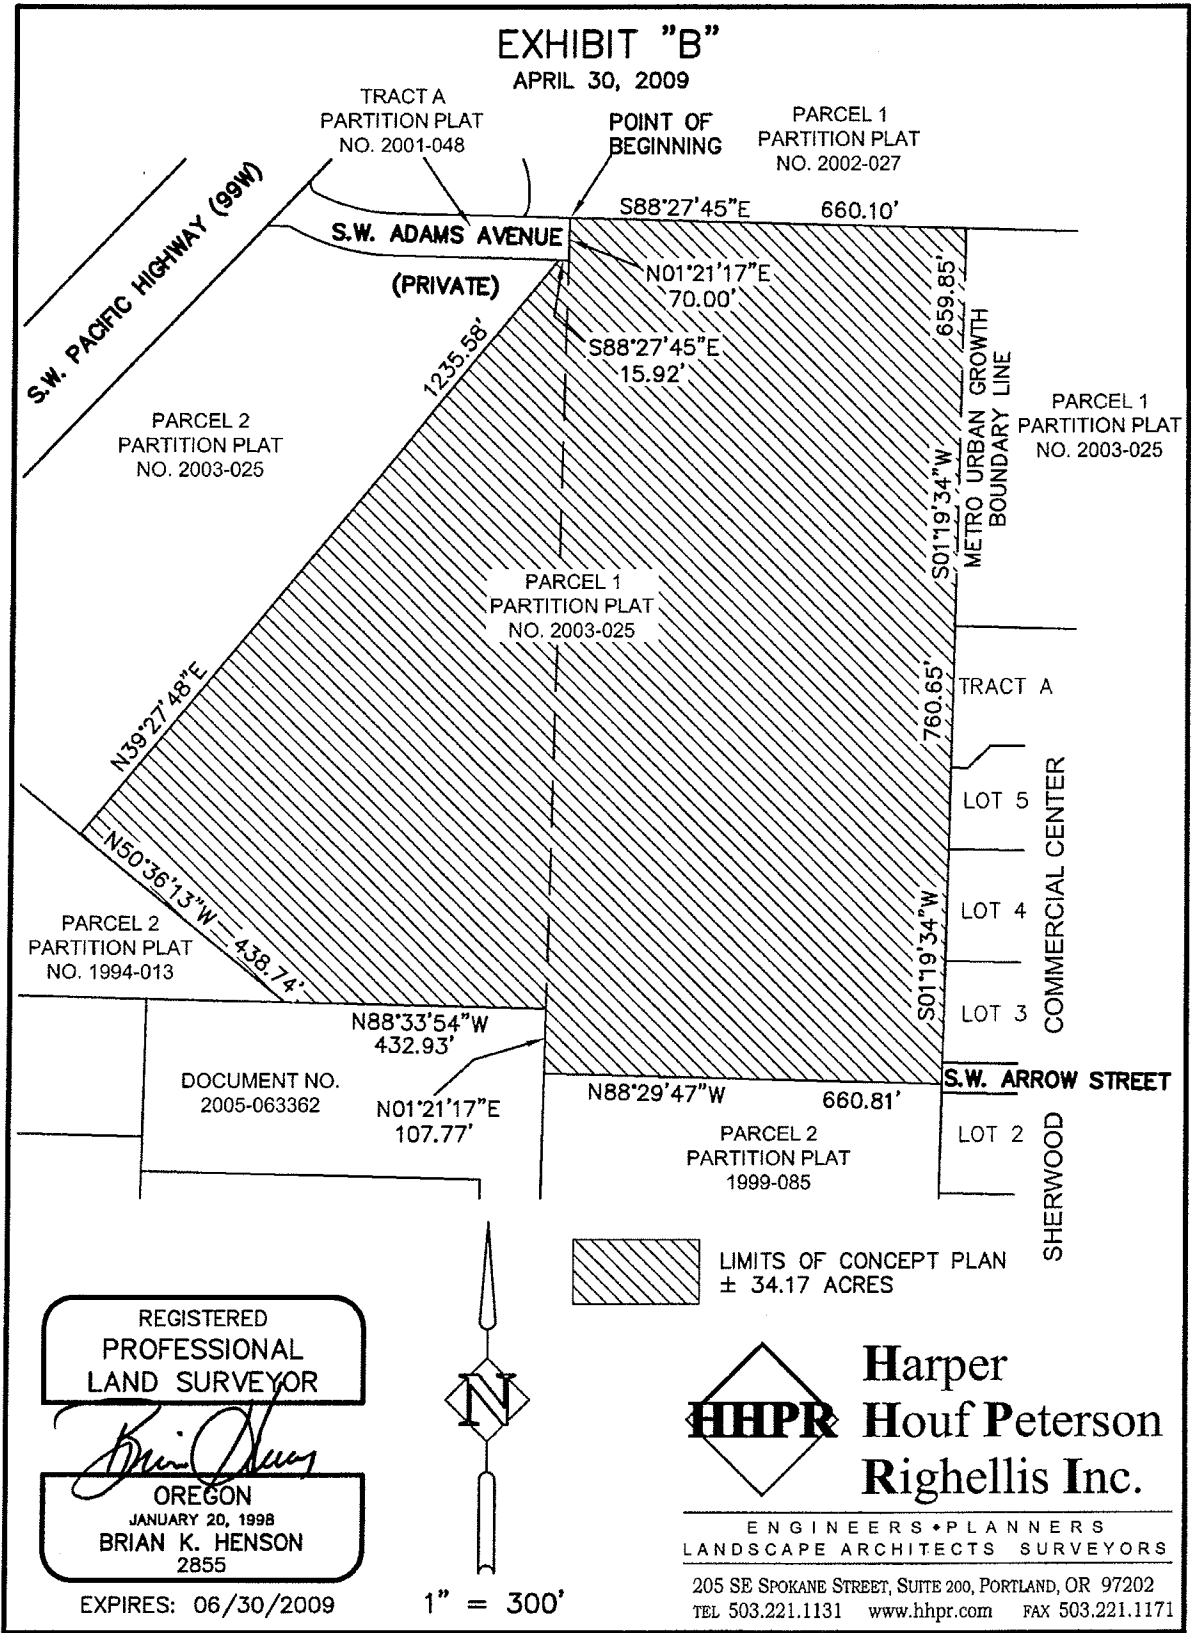 EXHIBIT "B"
APRIL 30, 2009
TRACT A
PARTITION PLAT
NO. 2001-048
POINT OF
BEGINNING
PARCEL 1
PARTITION PLAT
NO. 2002-027
S.W. PACIFIC HIGHWAY (99W)
S.W. ADAMS AVENUE
(PRIVATE)
S88°27'45"E 660.10'
N01°21'17"E
70.00'
S88°27'45"E
15.92'
1235.58'
N39°27'48"E
659.85'
S01°19'34"W
METRO URBAN GROWTH
BOUNDARY LINE
PARCEL 1
PARTITION PLAT
NO. 2003-025
PARCEL 2
PARTITION PLAT
NO. 2003-025
PARCEL 1
PARTITION PLAT
NO. 2003-025
760.65'
S01°19'34"W
TRACT A
LOT 5
LOT 4
LOT 3
S.W. ARROW STREET
LOT 2
SHERWOOD COMMERCIAL CENTER
N50°36'13"W 438.74'
PARCEL 2
PARTITION PLAT
NO. 1994-013
N88°33'54"W
432.93'
DOCUMENT NO.
2005-063362
N01°21'17"E
107.77'
N88°29'47"W 660.81'
PARCEL 2
PARTITION PLAT
1999-085
LIMITS OF CONCEPT PLAN
± 34.17 ACRES
REGISTERED
PROFESSIONAL
LAND SURVEYOR
OREGON
JANUARY 20, 1998
BRIAN K. HENSON
2855
EXPIRES: 06/30/2009
N
1" = 300'
HHPR
Harper
Houf Peterson
Righellis Inc.
ENGINEERS•PLANNERS
LANDSCAPE ARCHITECTS SURVEYORS
205 SE SPOKANE STREET, SUITE 200, PORTLAND, OR 97202
TEL 503.221.1131 www.hhpr.com FAX 503.221.1171